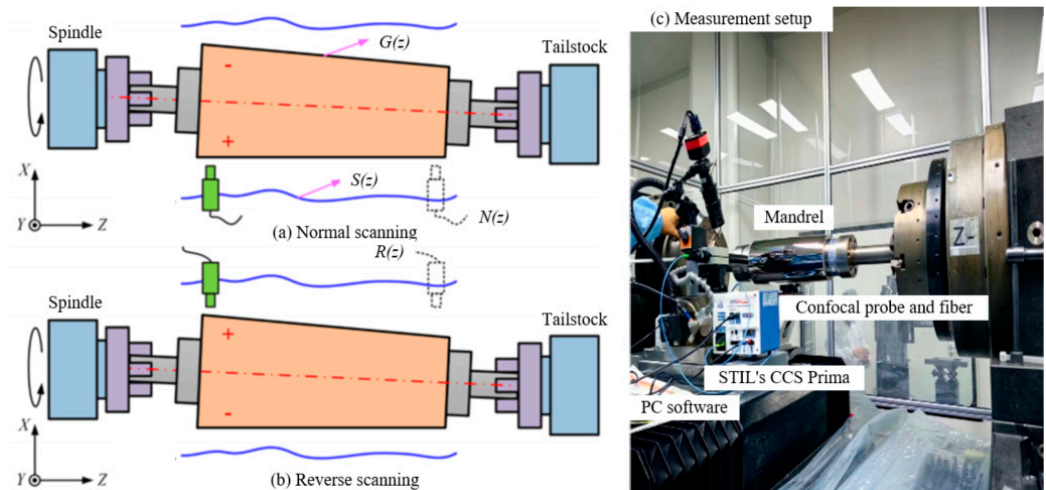 Spindle
G(z)
Tailstock
-
+
X
Y
Z
S(z)
N(z)
(a) Normal scanning
R(z)
Spindle
Tailstock
+
-
X
Y
Z
(b) Reverse scanning
(c) Measurement setup
Mandrel
Z-
Confocal probe and fiber
STIL's CCS Prima
PC software